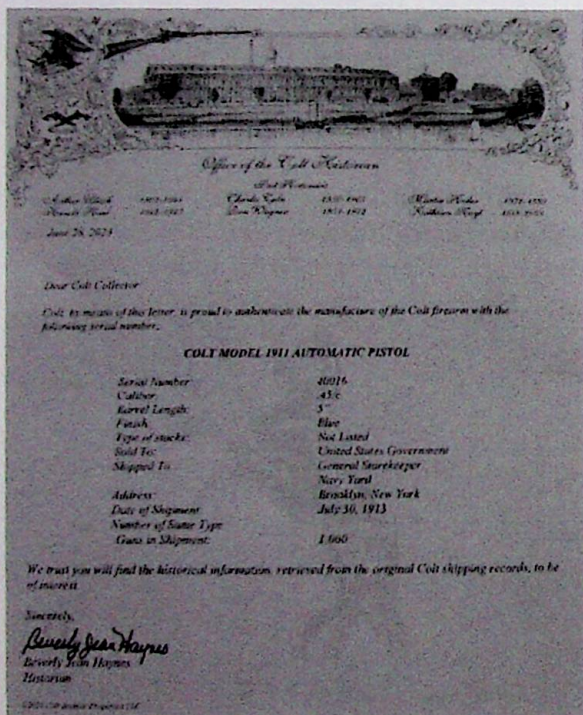 Office of the Colt Historian
Past Historians
June 26, 2023
Dear Colt Collector
Colt, by means of this letter, is proud to authenticate the manufacture of the Colt firearm with the
following serial number:
COLT MODEL 1911 AUTOMATIC PISTOL
Serial Number:
Caliber: .45/c
Barrel Length: 5"
Finish: Blue
Type of stocks: Not Listed
Sold To: United States Government
Shipped To: General Storekeeper
Navy Yard
Address: Brooklyn, New York
Date of Shipment: July 30, 1913
Number of Same Type
Guns in Shipment: 1,000
We trust you will find the historical information, retrieved from the original Colt shipping records, to be
of interest.
Sincerely,
Beverly Jean Haynes
Beverly Jean Haynes
Historian